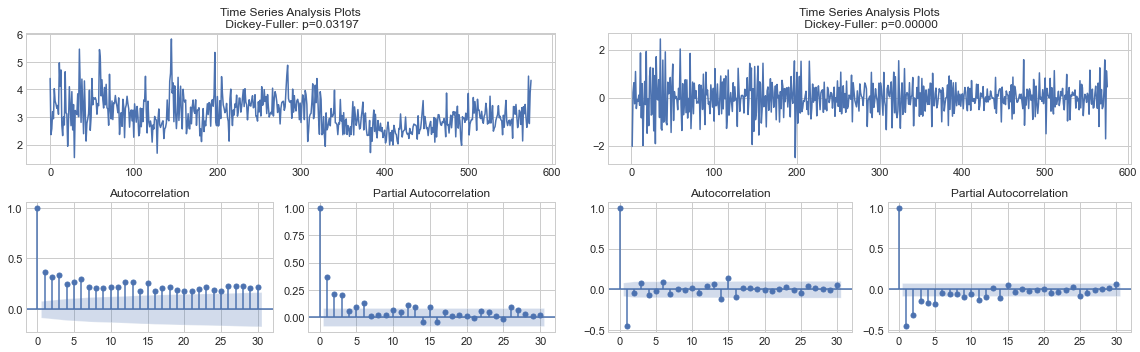 Time Series Analysis Plots
Dickey-Fuller: p=0.03197
6
5
4
3
2
0 100 200 300 400 500 600
Autocorrelation
1.0
0.5
0.0
0 5 10 15 20 25 30
Partial Autocorrelation
1.00
0.75
0.50
0.25
0.00
0 5 10 15 20 25 30
Time Series Analysis Plots
Dickey-Fuller: p=0.00000
2
0
−2
0 100 200 300 400 500 600
Autocorrelation
1.0
0.5
0.0
−0.5
0 5 10 15 20 25 30
Partial Autocorrelation
1.0
0.5
0.0
−0.5
0 5 10 15 20 25 30